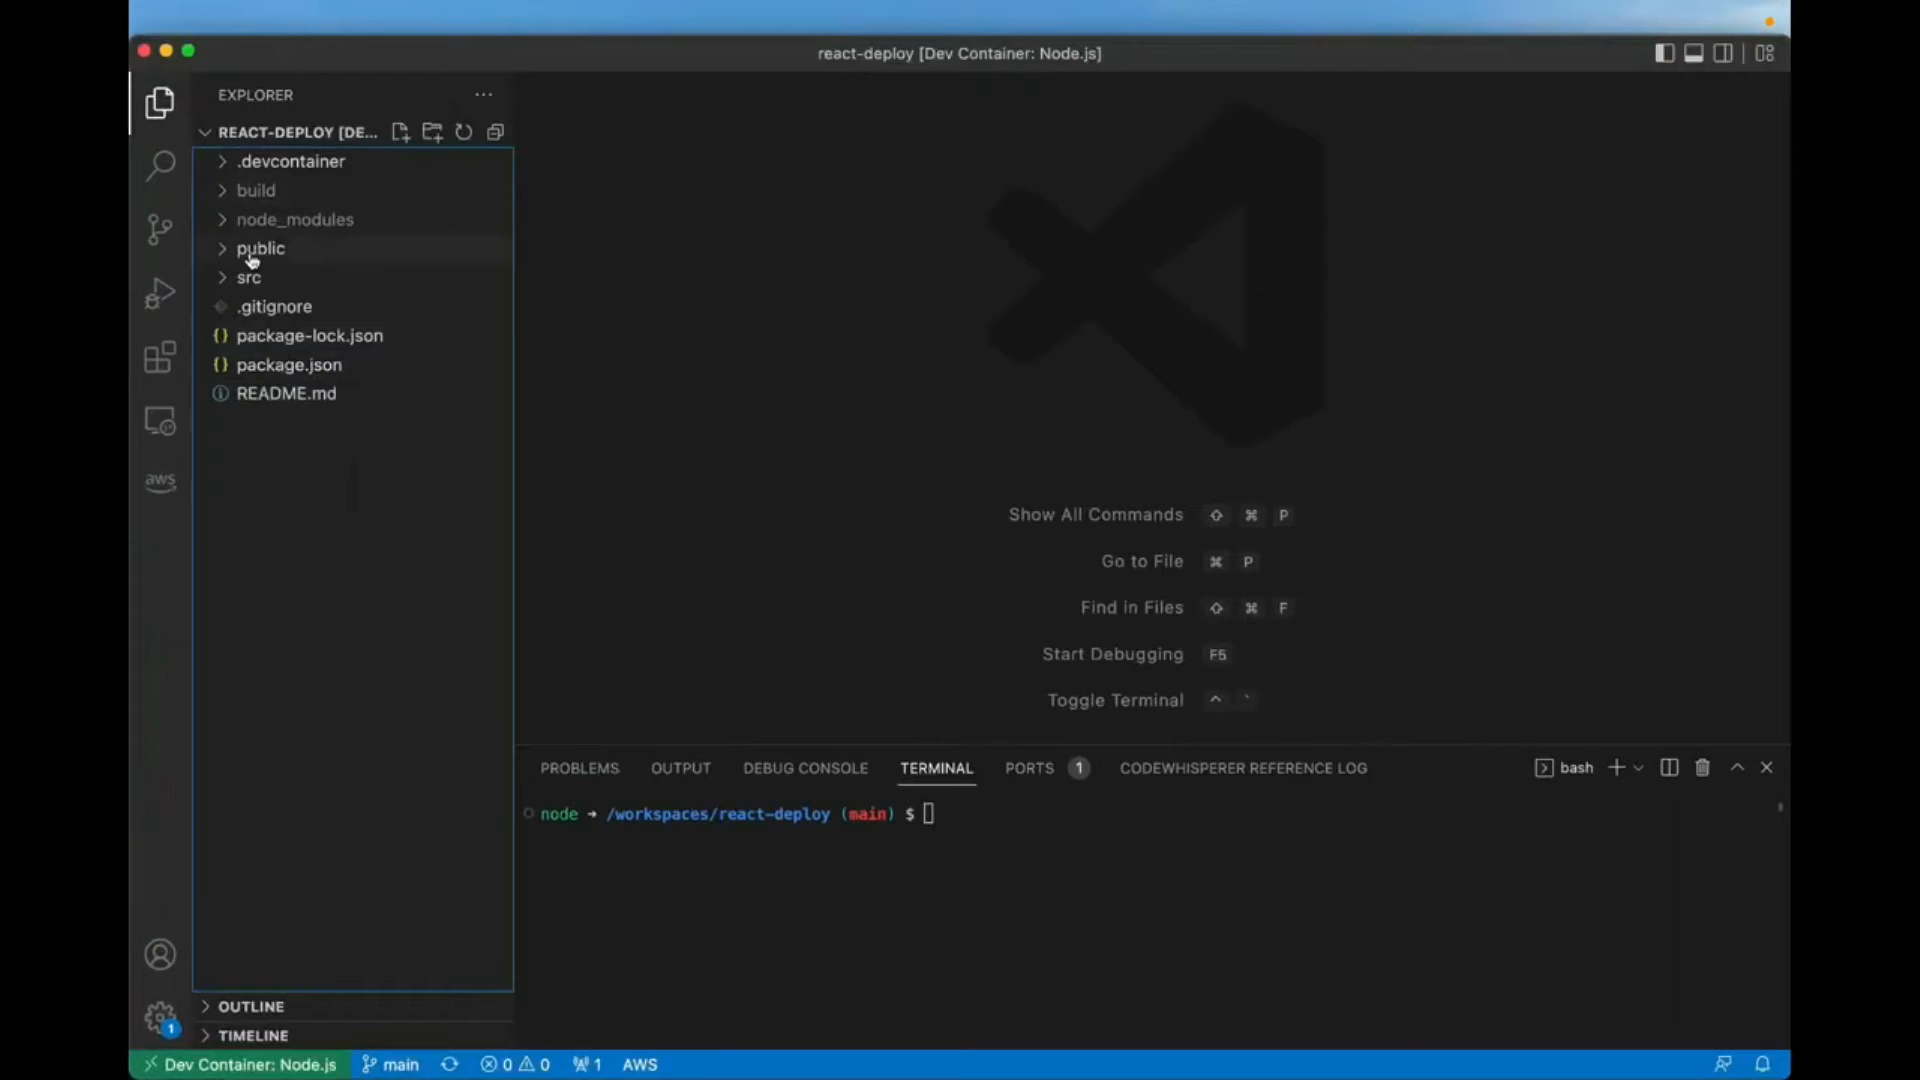 react-deploy [Dev Container: Node.js]
EXPLORER
REACT-DEPLOY [DE...
.devcontainer
build
node_modules
public
src
.gitignore
{} package-lock.json
{} package.json
README.md
aws
Show All Commands ⇧ ⌘ P
Go to File ⌘ P
Find in Files ⇧ ⌘ F
Start Debugging F5
Toggle Terminal ^ `
PROBLEMS OUTPUT DEBUG CONSOLE TERMINAL PORTS 1 CODEWHISPERER REFERENCE LOG bash
node ➜ /workspaces/react-deploy (main) $
OUTLINE
1
TIMELINE
Dev Container: Node.js main 0 0 1 AWS